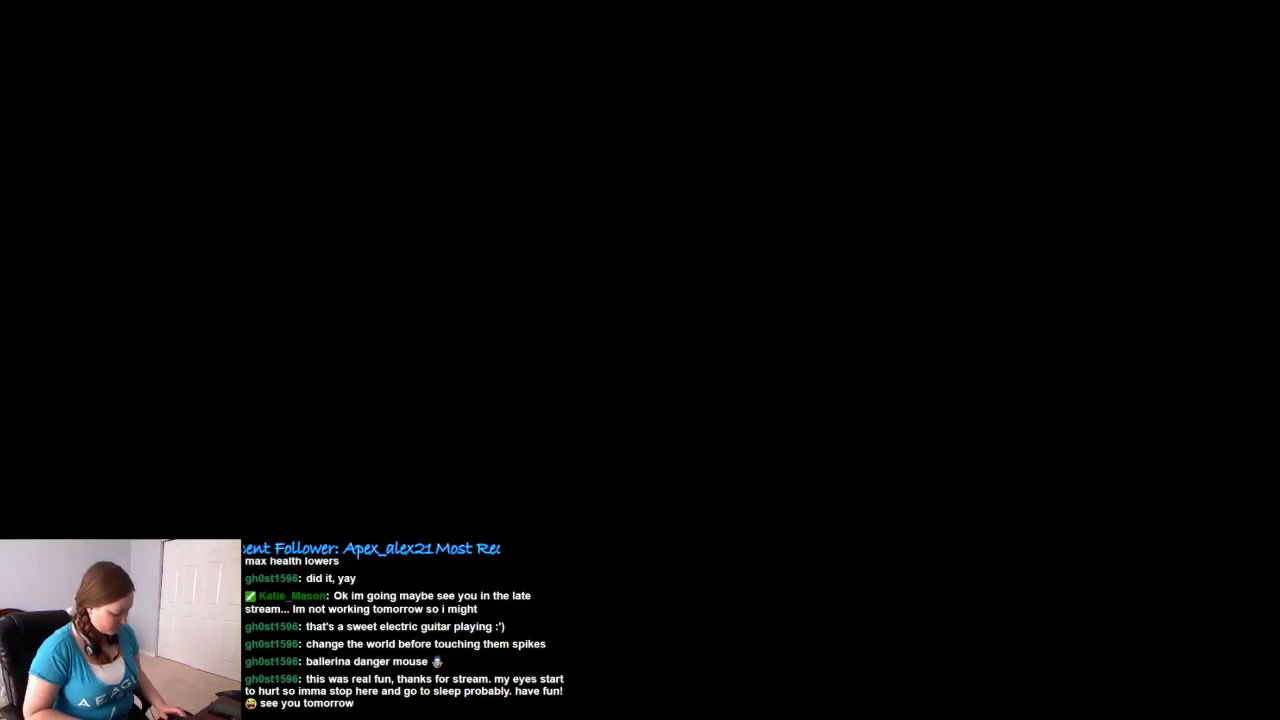 ent Follower: Apex_alex21 Most Rec
max health lowers
gh0st1596: did it, yay
Katie_Mason: Ok im going maybe see you in the late
stream... Im not working tomorrow so i might
gh0st1596: that's a sweet electric guitar playing :')
gh0st1596: change the world before touching them spikes
gh0st1596: ballerina danger mouse
gh0st1596: this was real fun, thanks for stream. my eyes start
to hurt so imma stop here and go to sleep probably. have fun!
see you tomorrow